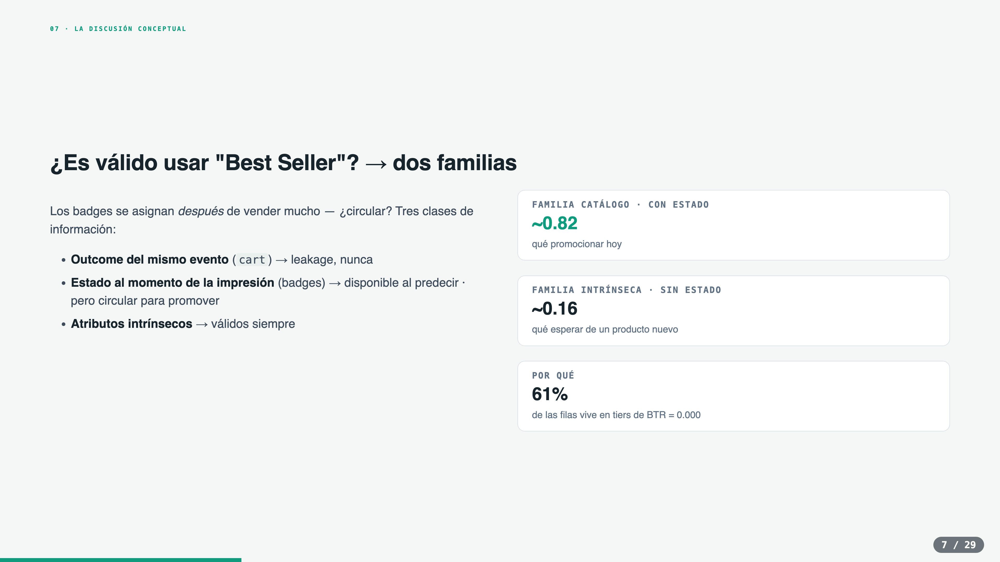 07 · LA DISCUSIÓN CONCEPTUAL
¿Es válido usar "Best Seller"? → dos familias
Los badges se asignan después de vender mucho — ¿circular? Tres clases de
información:
• Outcome del mismo evento (cart) → leakage, nunca
• Estado al momento de la impresión (badges) → disponible al predecir ·
pero circular para promover
• Atributos intrínsecos → válidos siempre
FAMILIA CATÁLOGO · CON ESTADO
~0.82
qué promocionar hoy
FAMILIA INTRÍNSECA · SIN ESTADO
~0.16
qué esperar de un producto nuevo
POR QUÉ
61%
de las filas vive en tiers de BTR = 0.000
7 / 29